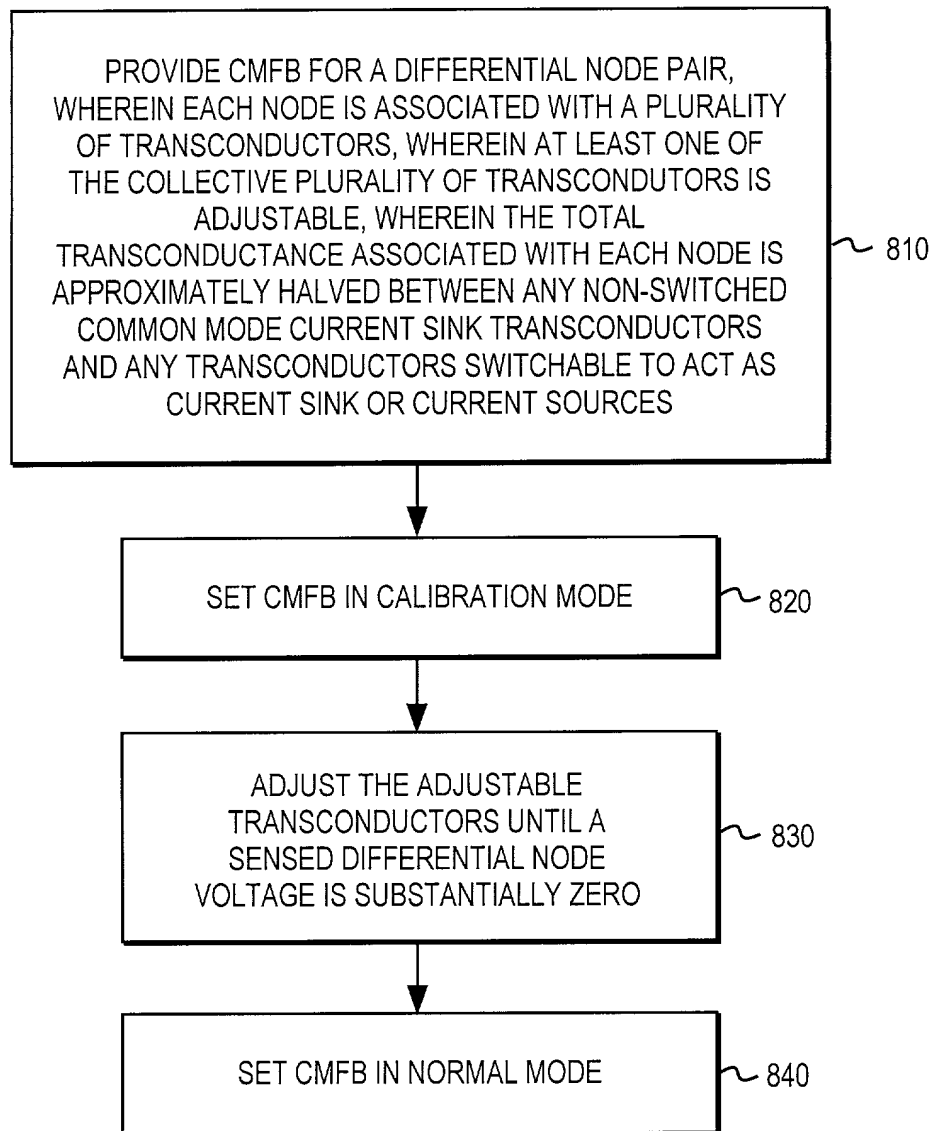 PROVIDE CMFB FOR A DIFFERENTIAL NODE PAIR,
WHEREIN EACH NODE IS ASSOCIATED WITH A PLURALITY
OF TRANSCONDUCTORS, WHEREIN AT LEAST ONE OF
THE COLLECTIVE PLURALITY OF TRANSCONDUTORS IS
ADJUSTABLE, WHEREIN THE TOTAL
TRANSCONDUCTANCE ASSOCIATED WITH EACH NODE IS
APPROXIMATELY HALVED BETWEEN ANY NON-SWITCHED
COMMON MODE CURRENT SINK TRANSCONDUCTORS
AND ANY TRANSCONDUCTORS SWITCHABLE TO ACT AS
CURRENT SINK OR CURRENT SOURCES
810
SET CMFB IN CALIBRATION MODE
820
ADJUST THE ADJUSTABLE
TRANSCONDUCTORS UNTIL A
SENSED DIFFERENTIAL NODE
VOLTAGE IS SUBSTANTIALLY ZERO
830
SET CMFB IN NORMAL MODE
840